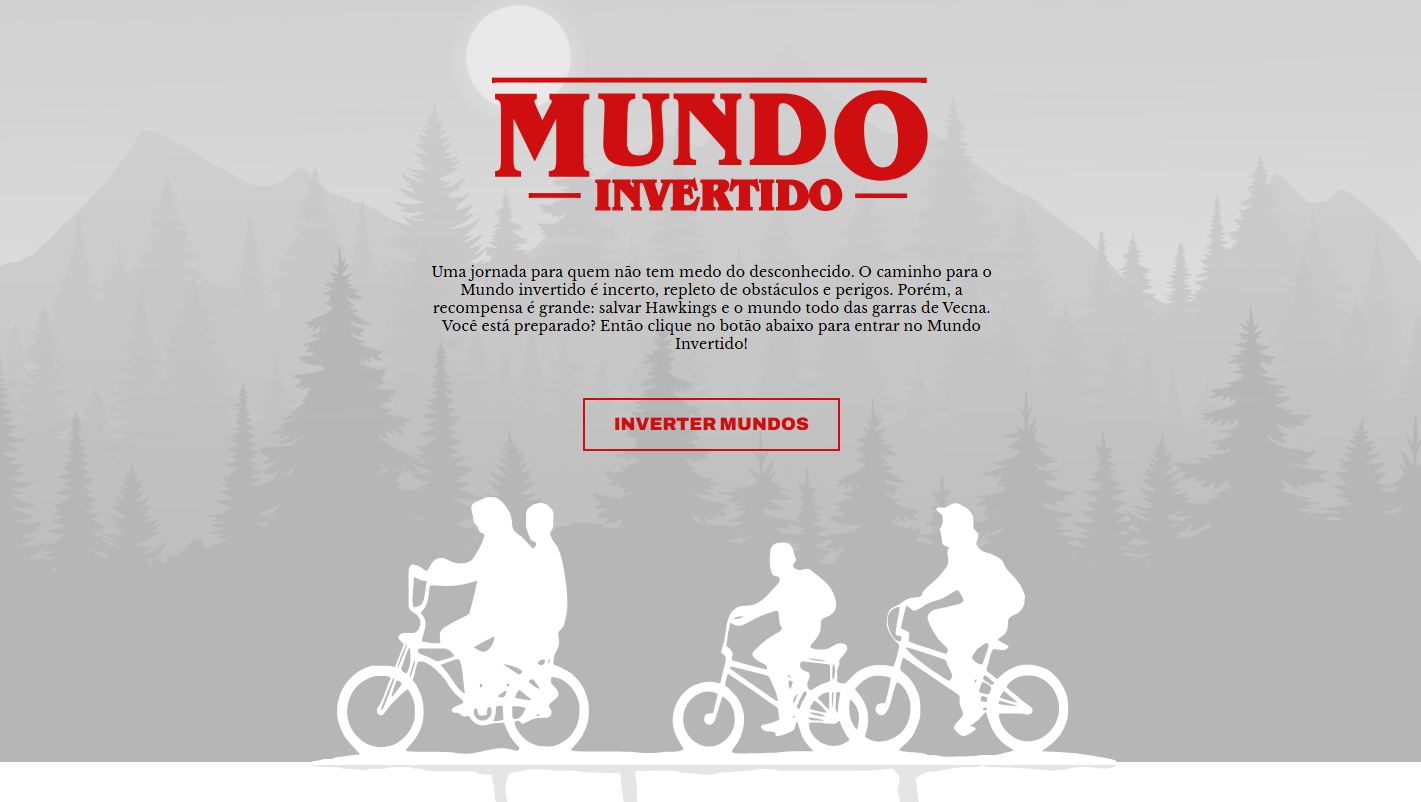 MUNDO
INVERTIDO
Uma jornada para quem não tem medo do desconhecido. O caminho para o
Mundo invertido é incerto, repleto de obstáculos e perigos. Porém, a
recompensa é grande: salvar Hawkings e o mundo todo das garras de Vecna.
Você está preparado? Então clique no botão abaixo para entrar no Mundo
Invertido!
INVERTER MUNDOS